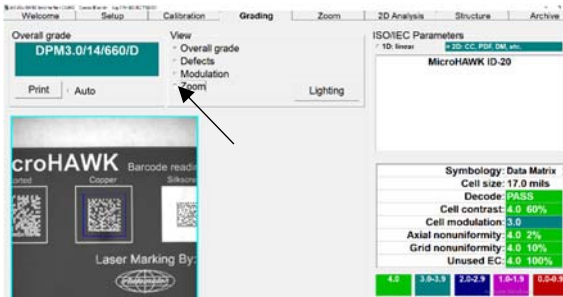 Welcome Setup Calibration Grading Zoom 2D Analysis Structure Archive
Overall grade
DPM3.0/14/660/D
Print Auto
View
Overall grade
Defects
Modulation
Zoom
Lighting
ISO/IEC Parameters
1D: linear 2D: CC, PDF, DM, etc.
MicroHAWK ID-20
croHAWK Barcode readi
orted Copper Silkscre
Laser Marking By:
Symbology: Data Matrix
Cell size: 17.0 mils
Decode: PASS
Cell contrast: 4.0 60%
Cell modulation: 3.0
Axial nonuniformity: 4.0 2%
Grid nonuniformity: 4.0 10%
Unused EC: 4.0 100%
4.0 3.0-3.9 2.0-2.9 1.0-1.9 0.0-0.9